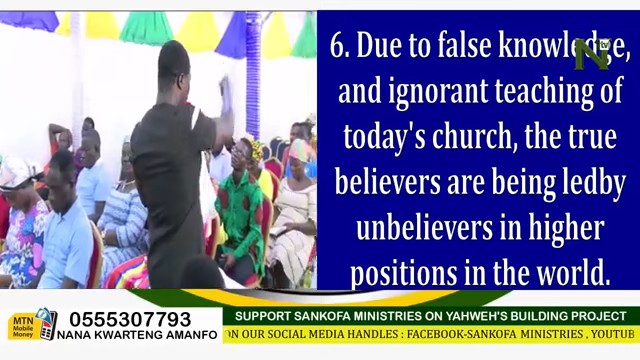 6. Due to false knowledge,
and ignorant teaching of
today's church, the true
believers are being ledby
unbelievers in higher
positions in the world.
N TV
MTN
Mobile
Money
0555307793
NANA KWARTENG AMANFO
SUPPORT SANKOFA MINISTRIES ON YAHWEH'S BUILDING PROJECT
ON OUR SOCIAL MEDIA HANDLES : FACEBOOK-SANKOFA MINISTRIES , YOUTUB